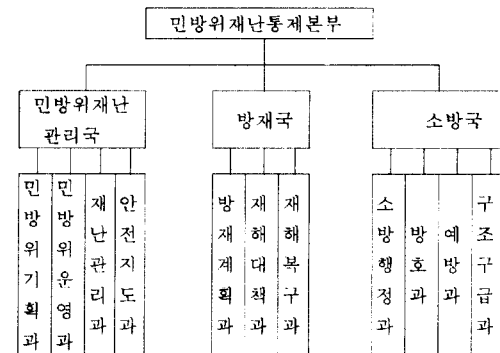 민방위재난통제본부
민방위재난
관리국
방재국
소방국
민방위기획과
민방위운영과
재난관리과
안전지도과
방재계획과
재해대책과
재해복구과
소방행정과
방호과
예방과
구조구급과